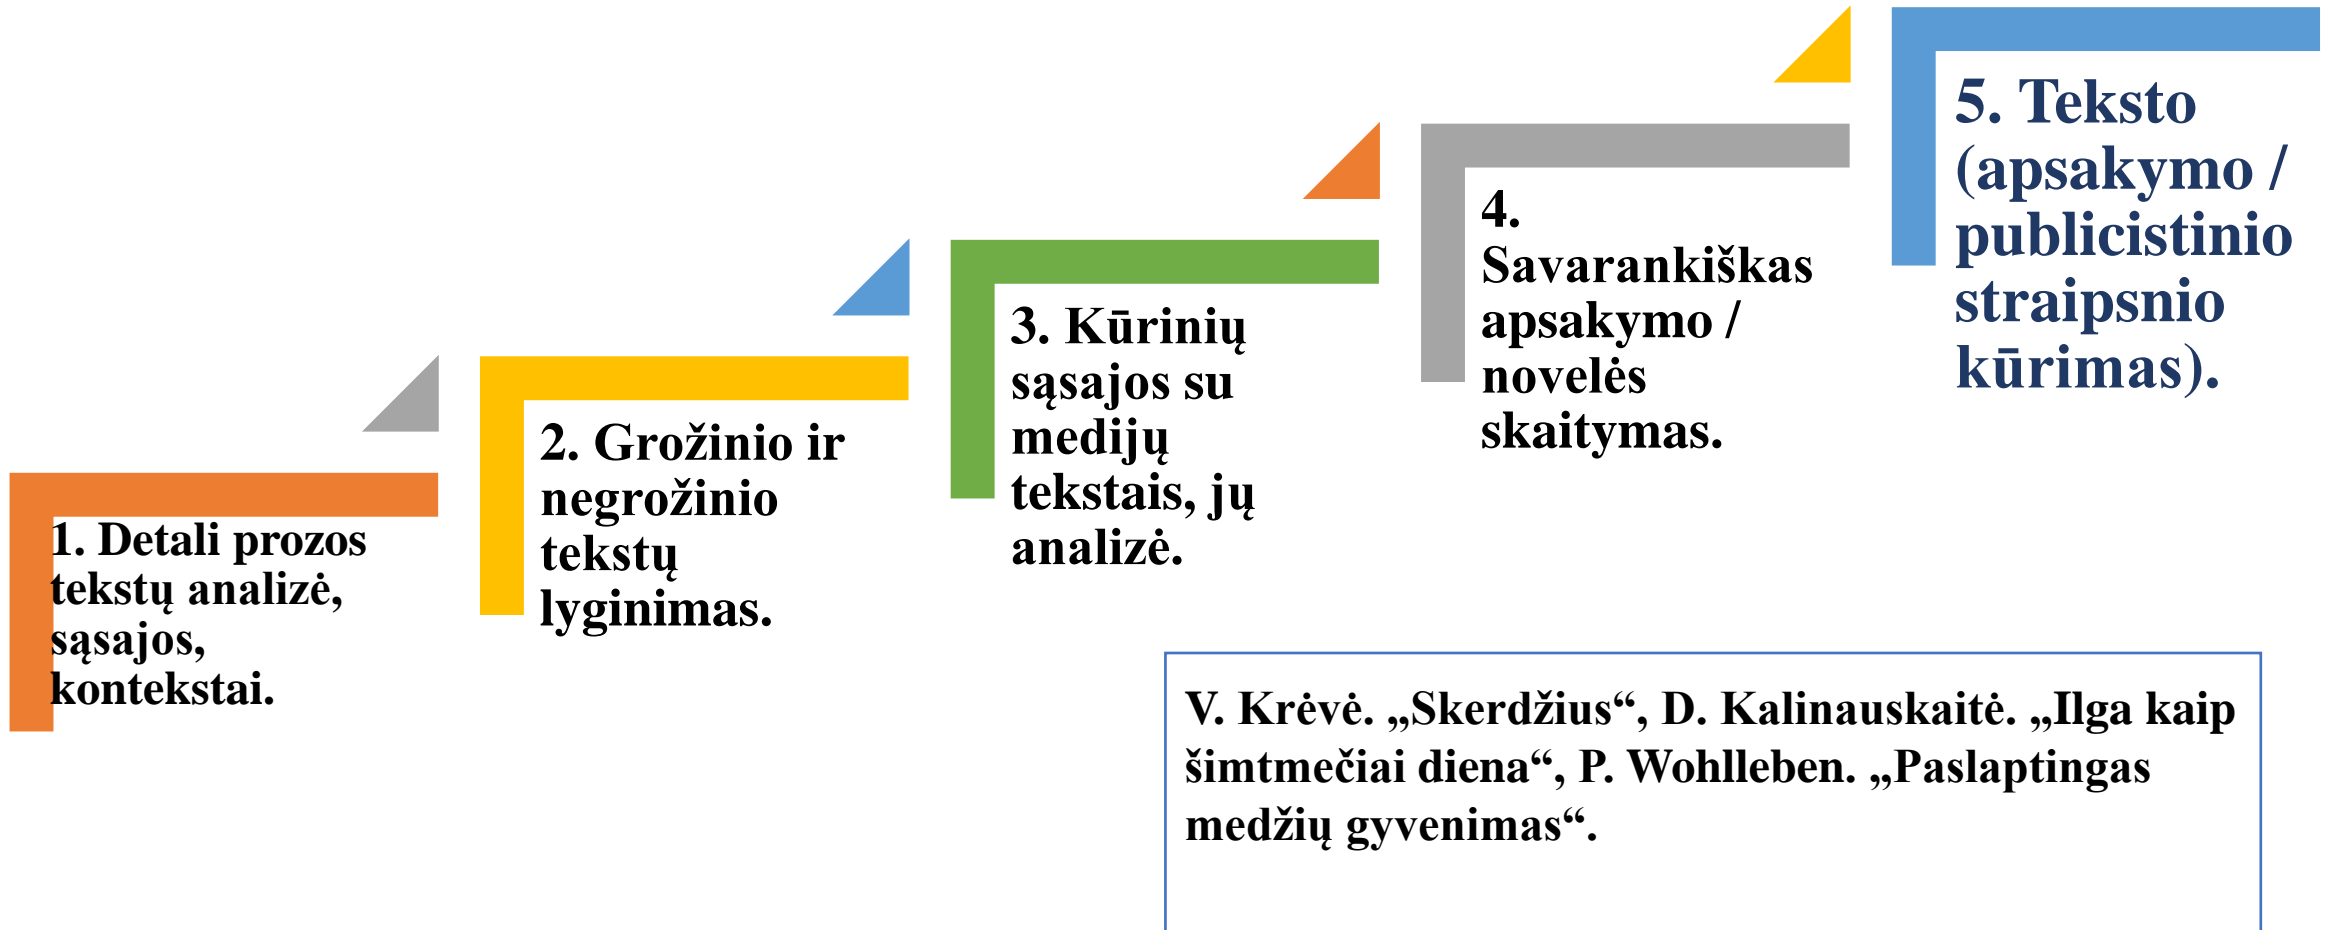 1. Detali prozos
tekstų analizė,
sąsajos,
kontekstai.
2. Grožinio ir
negrožinio
tekstų
lyginimas.
3. Kūrinių
sąsajos su
medijų
tekstais, jų
analizė.
4.
Savarankiškas
apsakymo /
novelės
skaitymas.
5. Teksto
(apsakymo /
publicistinio
straipsnio
kūrimas).
V. Krėvė. „Skerdžius“, D. Kalinauskaitė. „Ilga kaip
šimtmečiai diena“, P. Wohlleben. „Paslaptingas
medžių gyvenimas“.